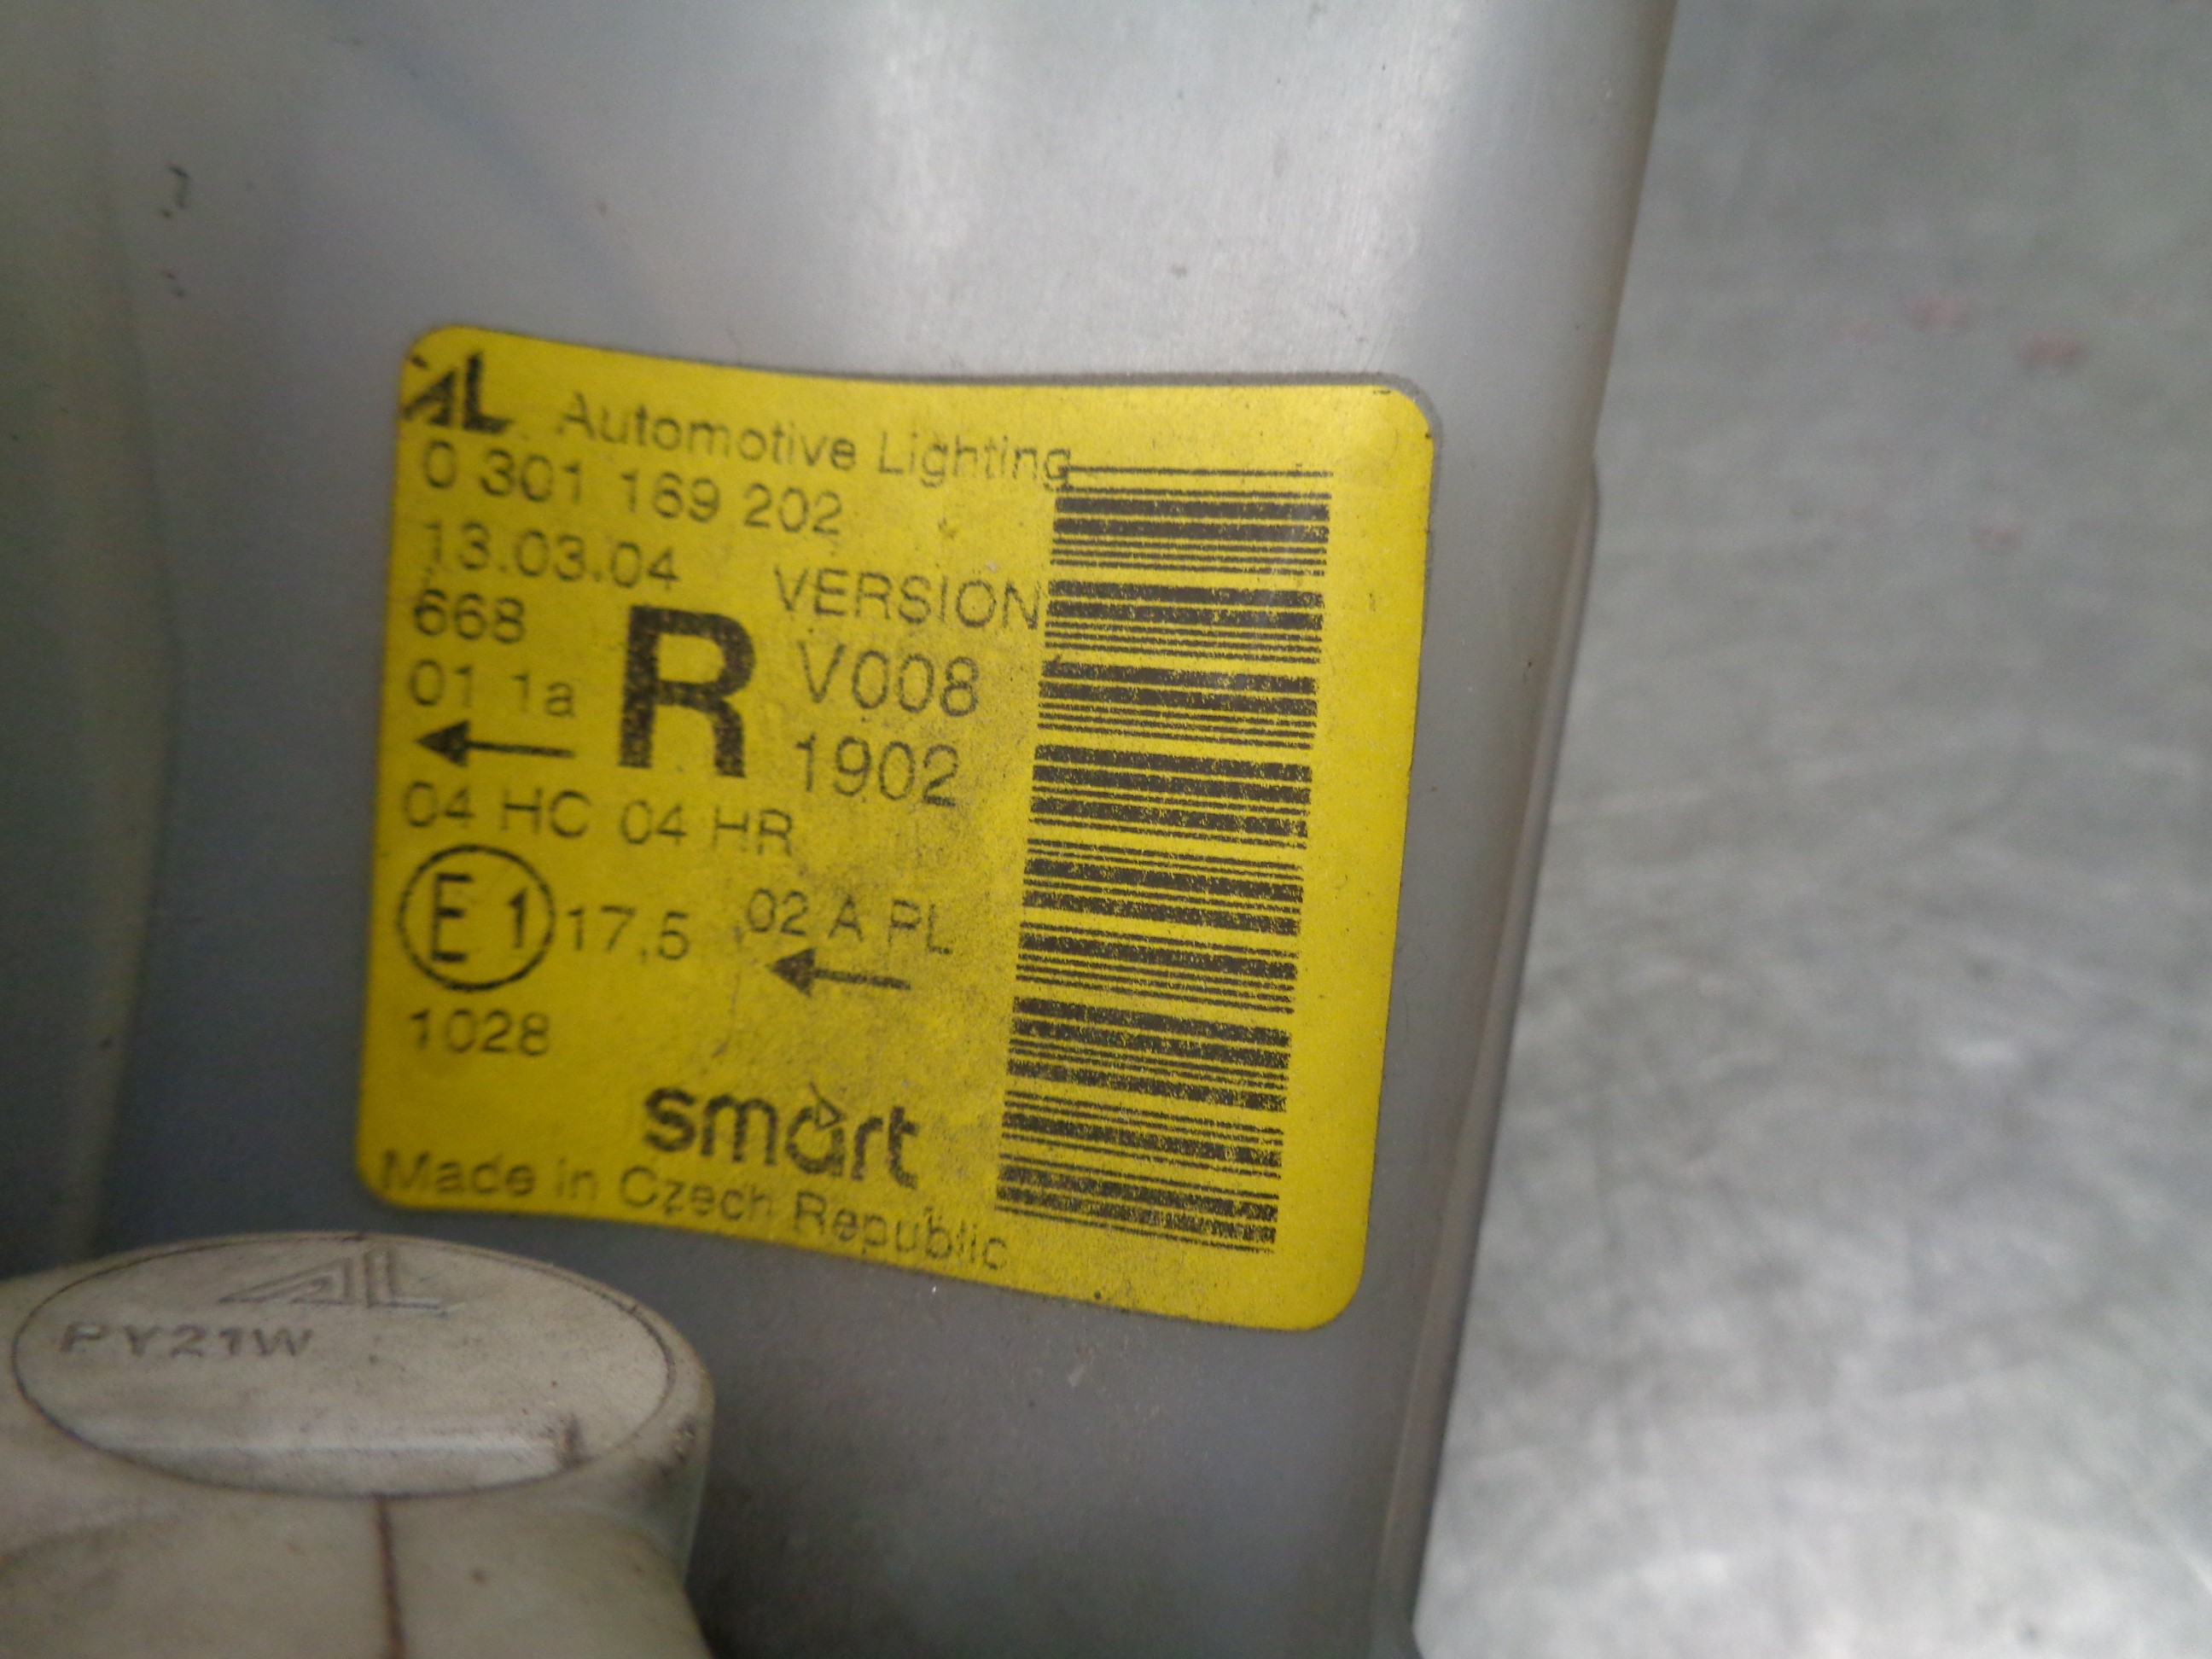 AL Automotive Lighting
0 301 169 202
13.03.04
668
01 1a
R
VERSION
V008
1902
04 HC 04 HR
E 1 17,5
02 A PL
1028
smart
Made in Czech Republic
AL
PY21W